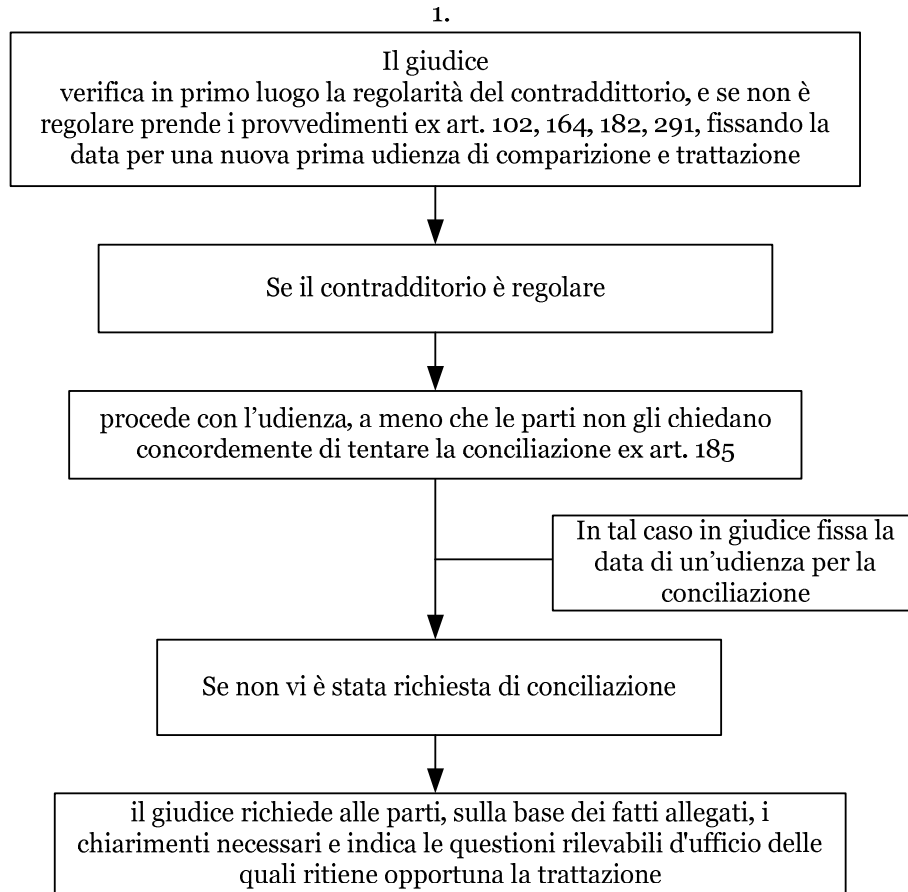 1.
Il giudice
verifica in primo luogo la regolarità del contraddittorio, e se non è
regolare prende i provvedimenti ex art. 102, 164, 182, 291, fissando la
data per una nuova prima udienza di comparizione e trattazione
Se il contradditorio è regolare
procede con l’udienza, a meno che le parti non gli chiedano
concordemente di tentare la conciliazione ex art. 185
In tal caso in giudice fissa la
data di un’udienza per la
conciliazione
Se non vi è stata richiesta di conciliazione
il giudice richiede alle parti, sulla base dei fatti allegati, i
chiarimenti necessari e indica le questioni rilevabili d'ufficio delle
quali ritiene opportuna la trattazione